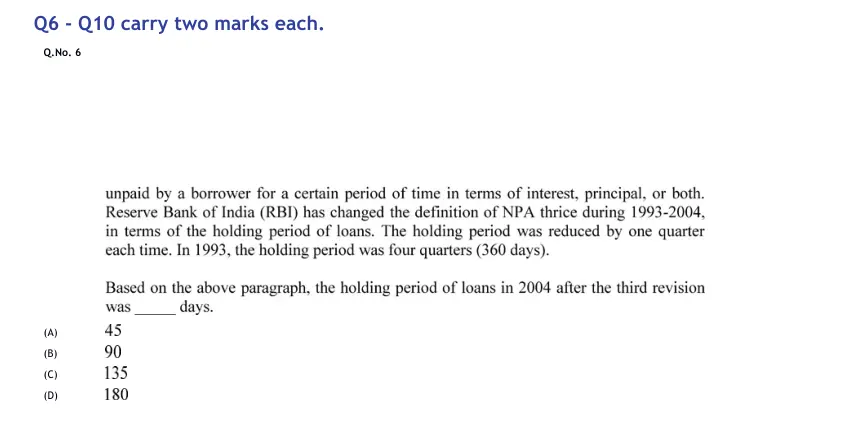 Q6 - Q10 carry two marks each.
Q.No. 6
unpaid by a borrower for a certain period of time in terms of interest, principal, or both.
Reserve Bank of India (RBI) has changed the definition of NPA thrice during 1993-2004,
in terms of the holding period of loans. The holding period was reduced by one quarter
each time. In 1993, the holding period was four quarters (360 days).
Based on the above paragraph, the holding period of loans in 2004 after the third revision
was _____ days.
(A) 45
(B) 90
(C) 135
(D) 180